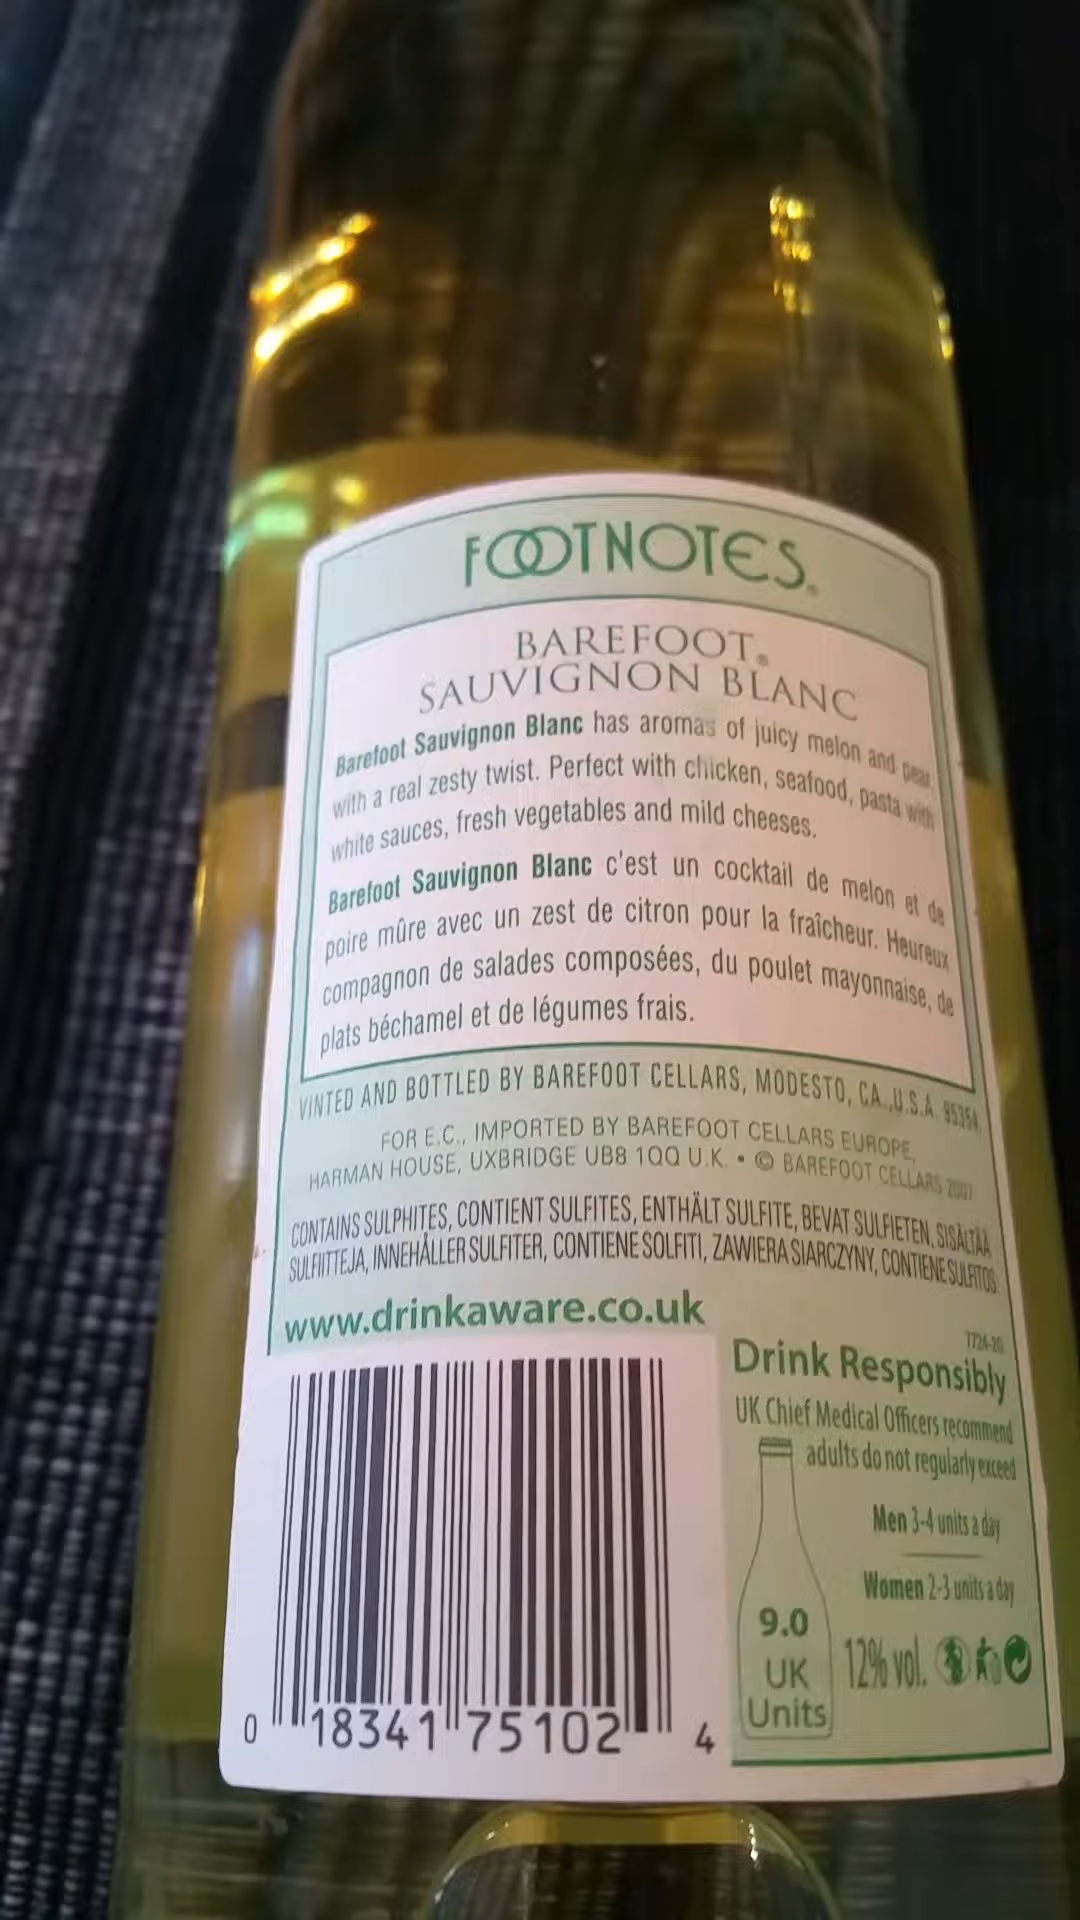 FOOTNOTES®
BAREFOOT®
SAUVIGNON BLANC
Barefoot Sauvignon Blanc has aromas of juicy melon and pear,
with a real zesty twist. Perfect with chicken, seafood, pasta with
white sauces, fresh vegetables and mild cheeses.
Barefoot Sauvignon Blanc c'est un cocktail de melon et de
poire mûre avec un zest de citron pour la fraîcheur. Heureux
compagnon de salades composées, du poulet mayonnaise, de
plats béchamel et de légumes frais.
VINTED AND BOTTLED BY BAREFOOT CELLARS, MODESTO, CA., U.S.A. 95354
FOR E.C., IMPORTED BY BAREFOOT CELLARS EUROPE,
HARMAN HOUSE, UXBRIDGE UB8 1QQ U.K. • © BAREFOOT CELLARS 2007
CONTAINS SULPHITES, CONTIENT SULFITES, ENTHÄLT SULFITE, BEVAT SULFIETEN, SISÄLTÄÄ
SULFIITTEJA, INNEHÅLLER SULFITER, CONTIENE SOLFITI, ZAWIERA SIARCZYNY, CONTIENE SULFITOS
www.drinkaware.co.uk
Drink Responsibly
UK Chief Medical Officers recommend
adults do not regularly exceed
Men 3-4 units a day
Women 2-3 units a day
9.0
UK
Units
12% vol.
0 18341 75102 4